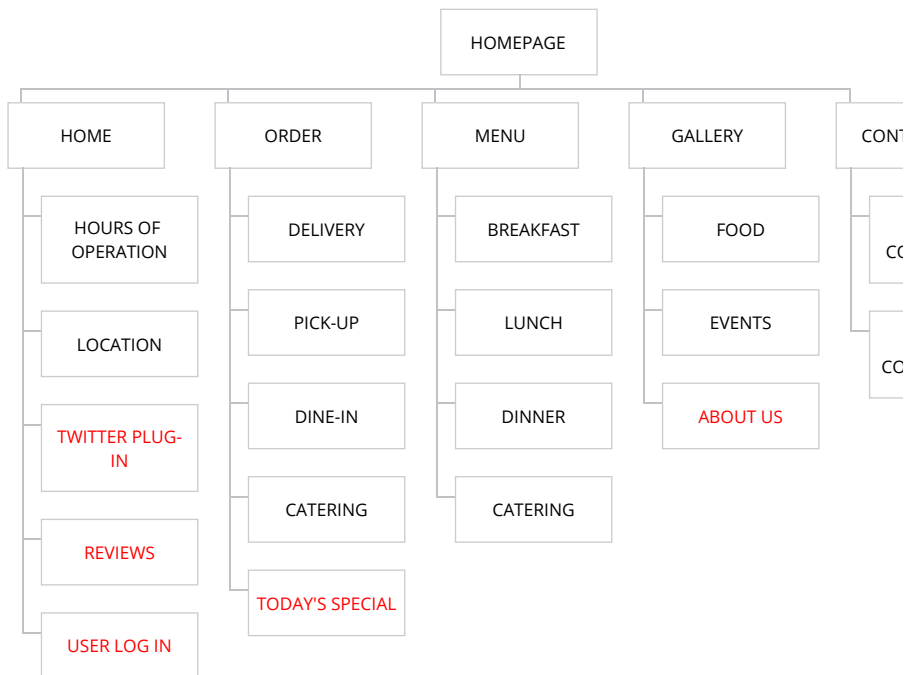 HOMEPAGE
HOME
ORDER
MENU
GALLERY
HOURS OF
OPERATION
LOCATION
TWITTER PLUG-
IN
REVIEWS
USER LOG IN
DELIVERY
PICK-UP
DINE-IN
CATERING
TODAY'S SPECIAL
BREAKFAST
LUNCH
DINNER
CATERING
FOOD
EVENTS
ABOUT US